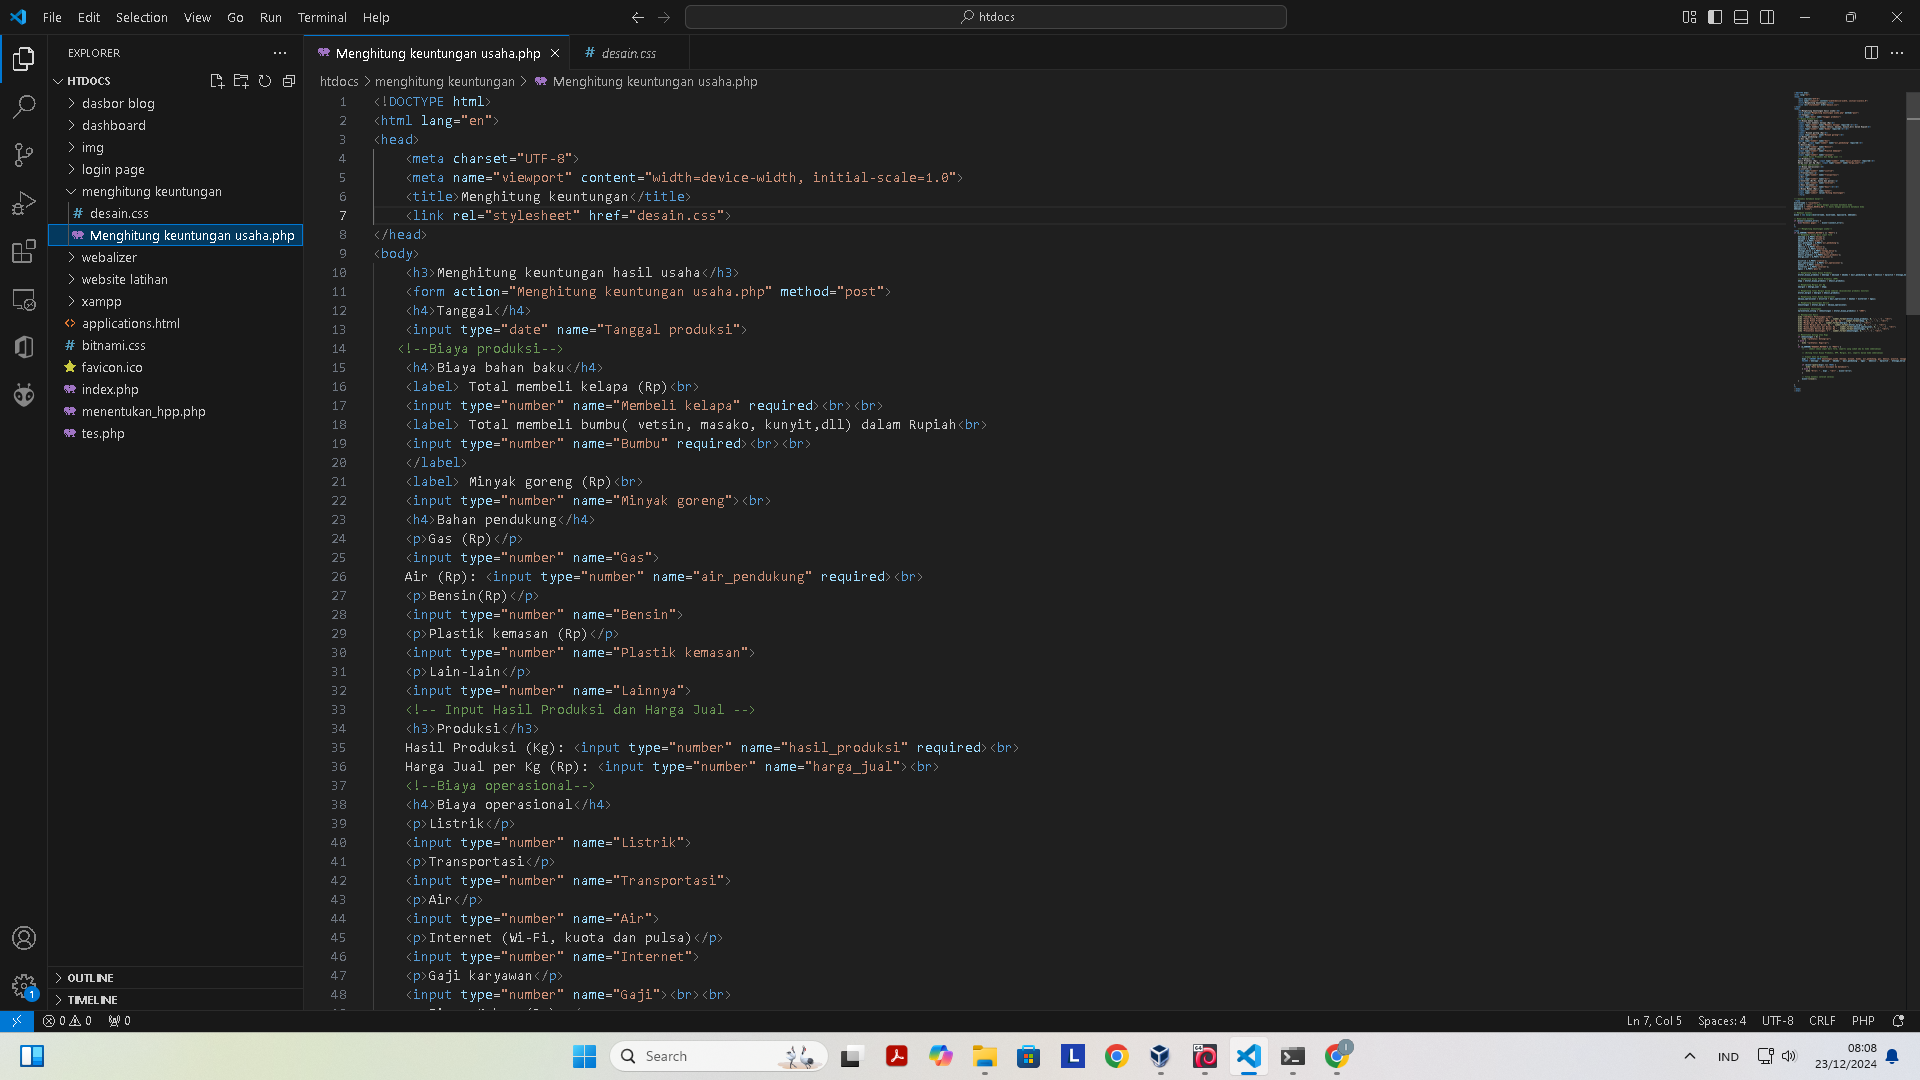 File Edit Selection View Go Run Terminal Help
htdocs
EXPLORER
HTDOCS
dasbor blog
dashboard
img
login page
menghitung keuntungan
desain.css
Menghitung keuntungan usaha.php
webalizer
website latihan
xampp
applications.html
bitnami.css
favicon.ico
index.php
menentukan_hpp.php
tes.php
OUTLINE
TIMELINE
Menghitung keuntungan usaha.php
desain.css
htdocs > menghitung keuntungan > Menghitung keuntungan usaha.php
1 <!DOCTYPE html>
2 <html lang="en">
3 <head>
4 <meta charset="UTF-8">
5 <meta name="viewport" content="width=device-width, initial-scale=1.0">
6 <title>Menghitung keuntungan</title>
7 <link rel="stylesheet" href="desain.css">
8 </head>
9 <body>
10 <h3>Menghitung keuntungan hasil usaha</h3>
11 <form action="Menghitung keuntungan usaha.php" method="post">
12 <h4>Tanggal</h4>
13 <input type="date" name="Tanggal produksi">
14 <!--Biaya produksi-->
15 <h4>Biaya bahan baku</h4>
16 <label> Total membeli kelapa (Rp)<br>
17 <input type="number" name="Membeli kelapa" required><br><br>
18 <label> Total membeli bumbu( vetsin, masako, kunyit,dll) dalam Rupiah<br>
19 <input type="number" name="Bumbu" required><br><br>
20 </label>
21 <label> Minyak goreng (Rp)<br>
22 <input type="number" name="Minyak goreng"><br>
23 <h4>Bahan pendukung</h4>
24 <p>Gas (Rp)</p>
25 <input type="number" name="Gas">
26 Air (Rp): <input type="number" name="air_pendukung" required><br>
27 <p>Bensin(Rp)</p>
28 <input type="number" name="Bensin">
29 <p>Plastik kemasan (Rp)</p>
30 <input type="number" name="Plastik kemasan">
31 <p>Lain-lain</p>
32 <input type="number" name="Lainnya">
33 <!-- Input Hasil Produksi dan Harga Jual -->
34 <h3>Produksi</h3>
35 Hasil Produksi (Kg): <input type="number" name="hasil_produksi" required><br>
36 Harga Jual per Kg (Rp): <input type="number" name="harga_jual"><br>
37 <!--Biaya operasional-->
38 <h4>Biaya operasional</h4>
39 <p>Listrik</p>
40 <input type="number" name="Listrik">
41 <p>Transportasi</p>
42 <input type="number" name="Transportasi">
43 <p>Air</p>
44 <input type="number" name="Air">
45 <p>Internet (Wi-Fi, kuota dan pulsa)</p>
46 <input type="number" name="Internet">
47 <p>Gaji karyawan</p>
48 <input type="number" name="Gaji"><br><br>
1
0 0 0
Ln 7, Col 5 Spaces: 4 UTF-8 CRLF PHP
Search
L
64
IND
08:08
23/12/2024